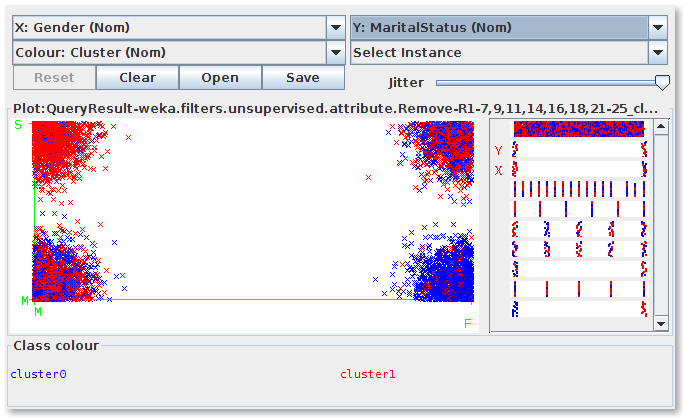 X: Gender (Nom)
Y: MaritalStatus (Nom)
Colour: Cluster (Nom)
Select Instance
Reset
Clear
Open
Save
Jitter
Plot:QueryResult-weka.filters.unsupervised.attribute.Remove-R1-7,9,11,14,16,18,21-25_cl...
S
M
M
F
Y
X
Class colour
cluster0
cluster1